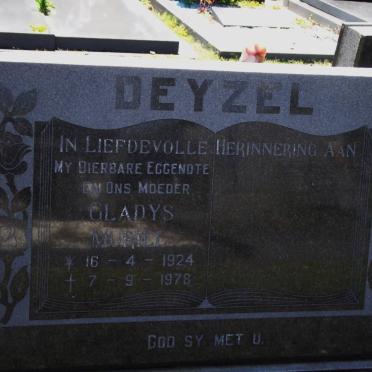 DEYZEL
IN LIEFDEVOLLE HERINNERING AAN
MY DIERBARE EGGENOTE
EN ONS MOEDER
GLADYS
16 - 4 - 1924
7 - 9 - 1978
GOD SY MET U.